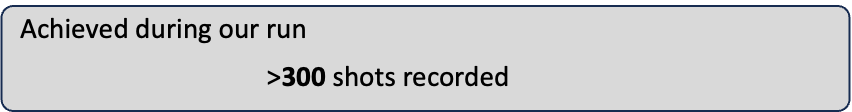 Achieved during our run
>300 shots recorded